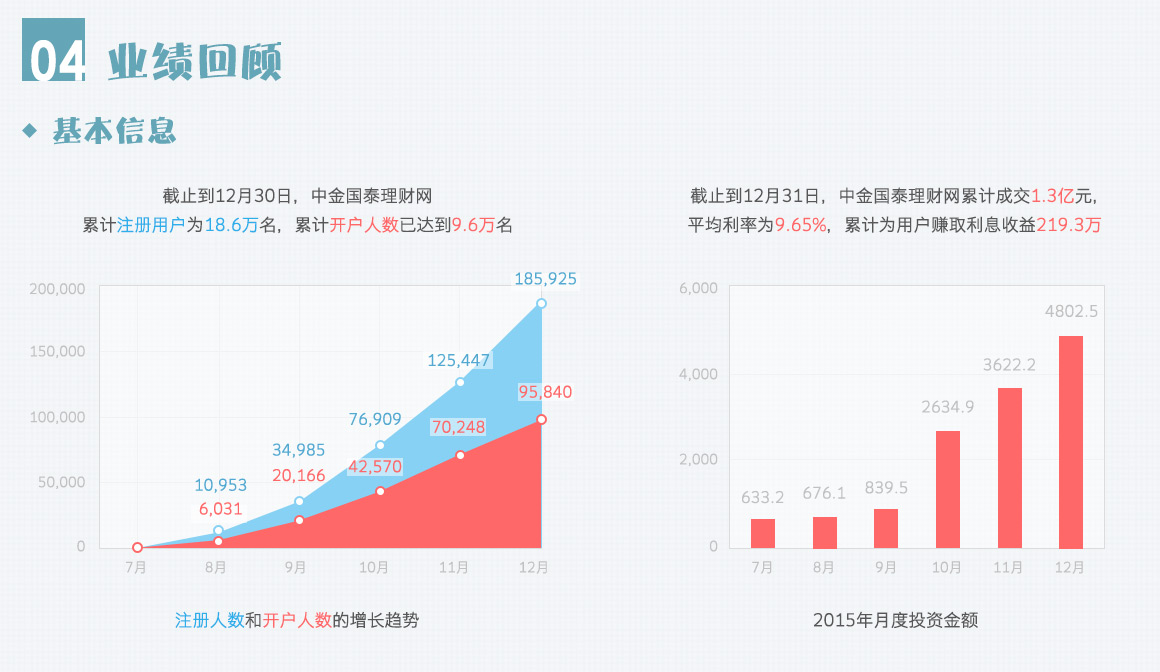 04 业绩回顾
基本信息
截止到12月30日，中金国泰理财网
累计注册用户为18.6万名，累计开户人数已达到9.6万名
200,000
150,000
100,000
50,000
0
185,925
125,447
95,840
76,909
70,248
34,985
20,166
42,570
10,953
6,031
7月 8月 9月 10月 11月 12月
注册人数和开户人数的增长趋势
截止到12月31日，中金国泰理财网累计成交1.3亿元，
平均利率为9.65%，累计为用户赚取利息收益219.3万
6,000
4,000
2,000
0
633.2
676.1
839.5
2634.9
3622.2
4802.5
7月 8月 9月 10月 11月 12月
2015年月度投资金额